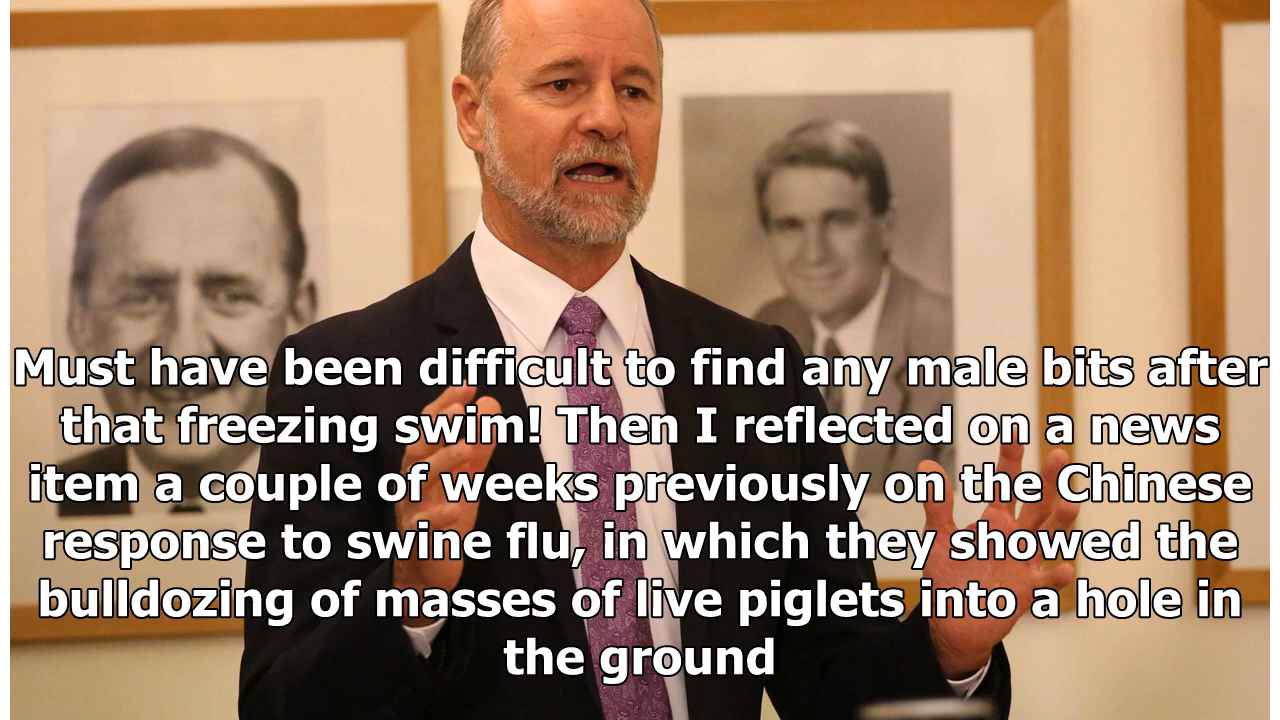 Must have been difficult to find any male bits after
that freezing swim! Then I reflected on a news
item a couple of weeks previously on the Chinese
response to swine flu, in which they showed the
bulldozing of masses of live piglets into a hole in
the ground